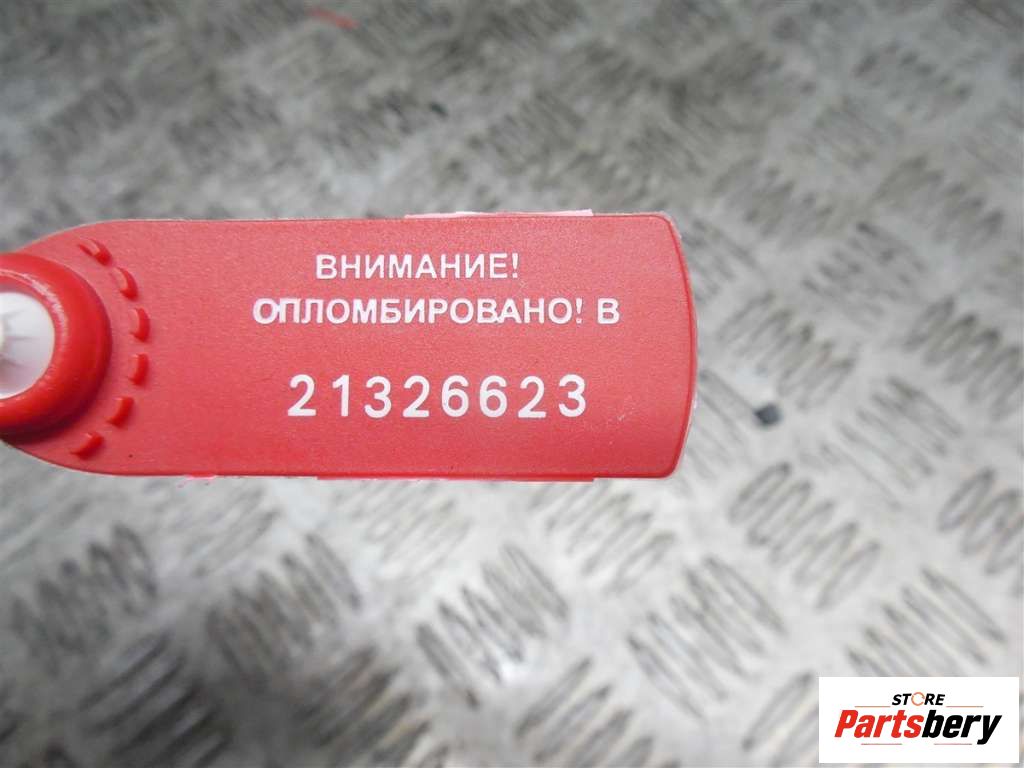 ВНИМАНИЕ!
ОПЛОМБИРОВАНО! В
21326623
STORE
Partsbery